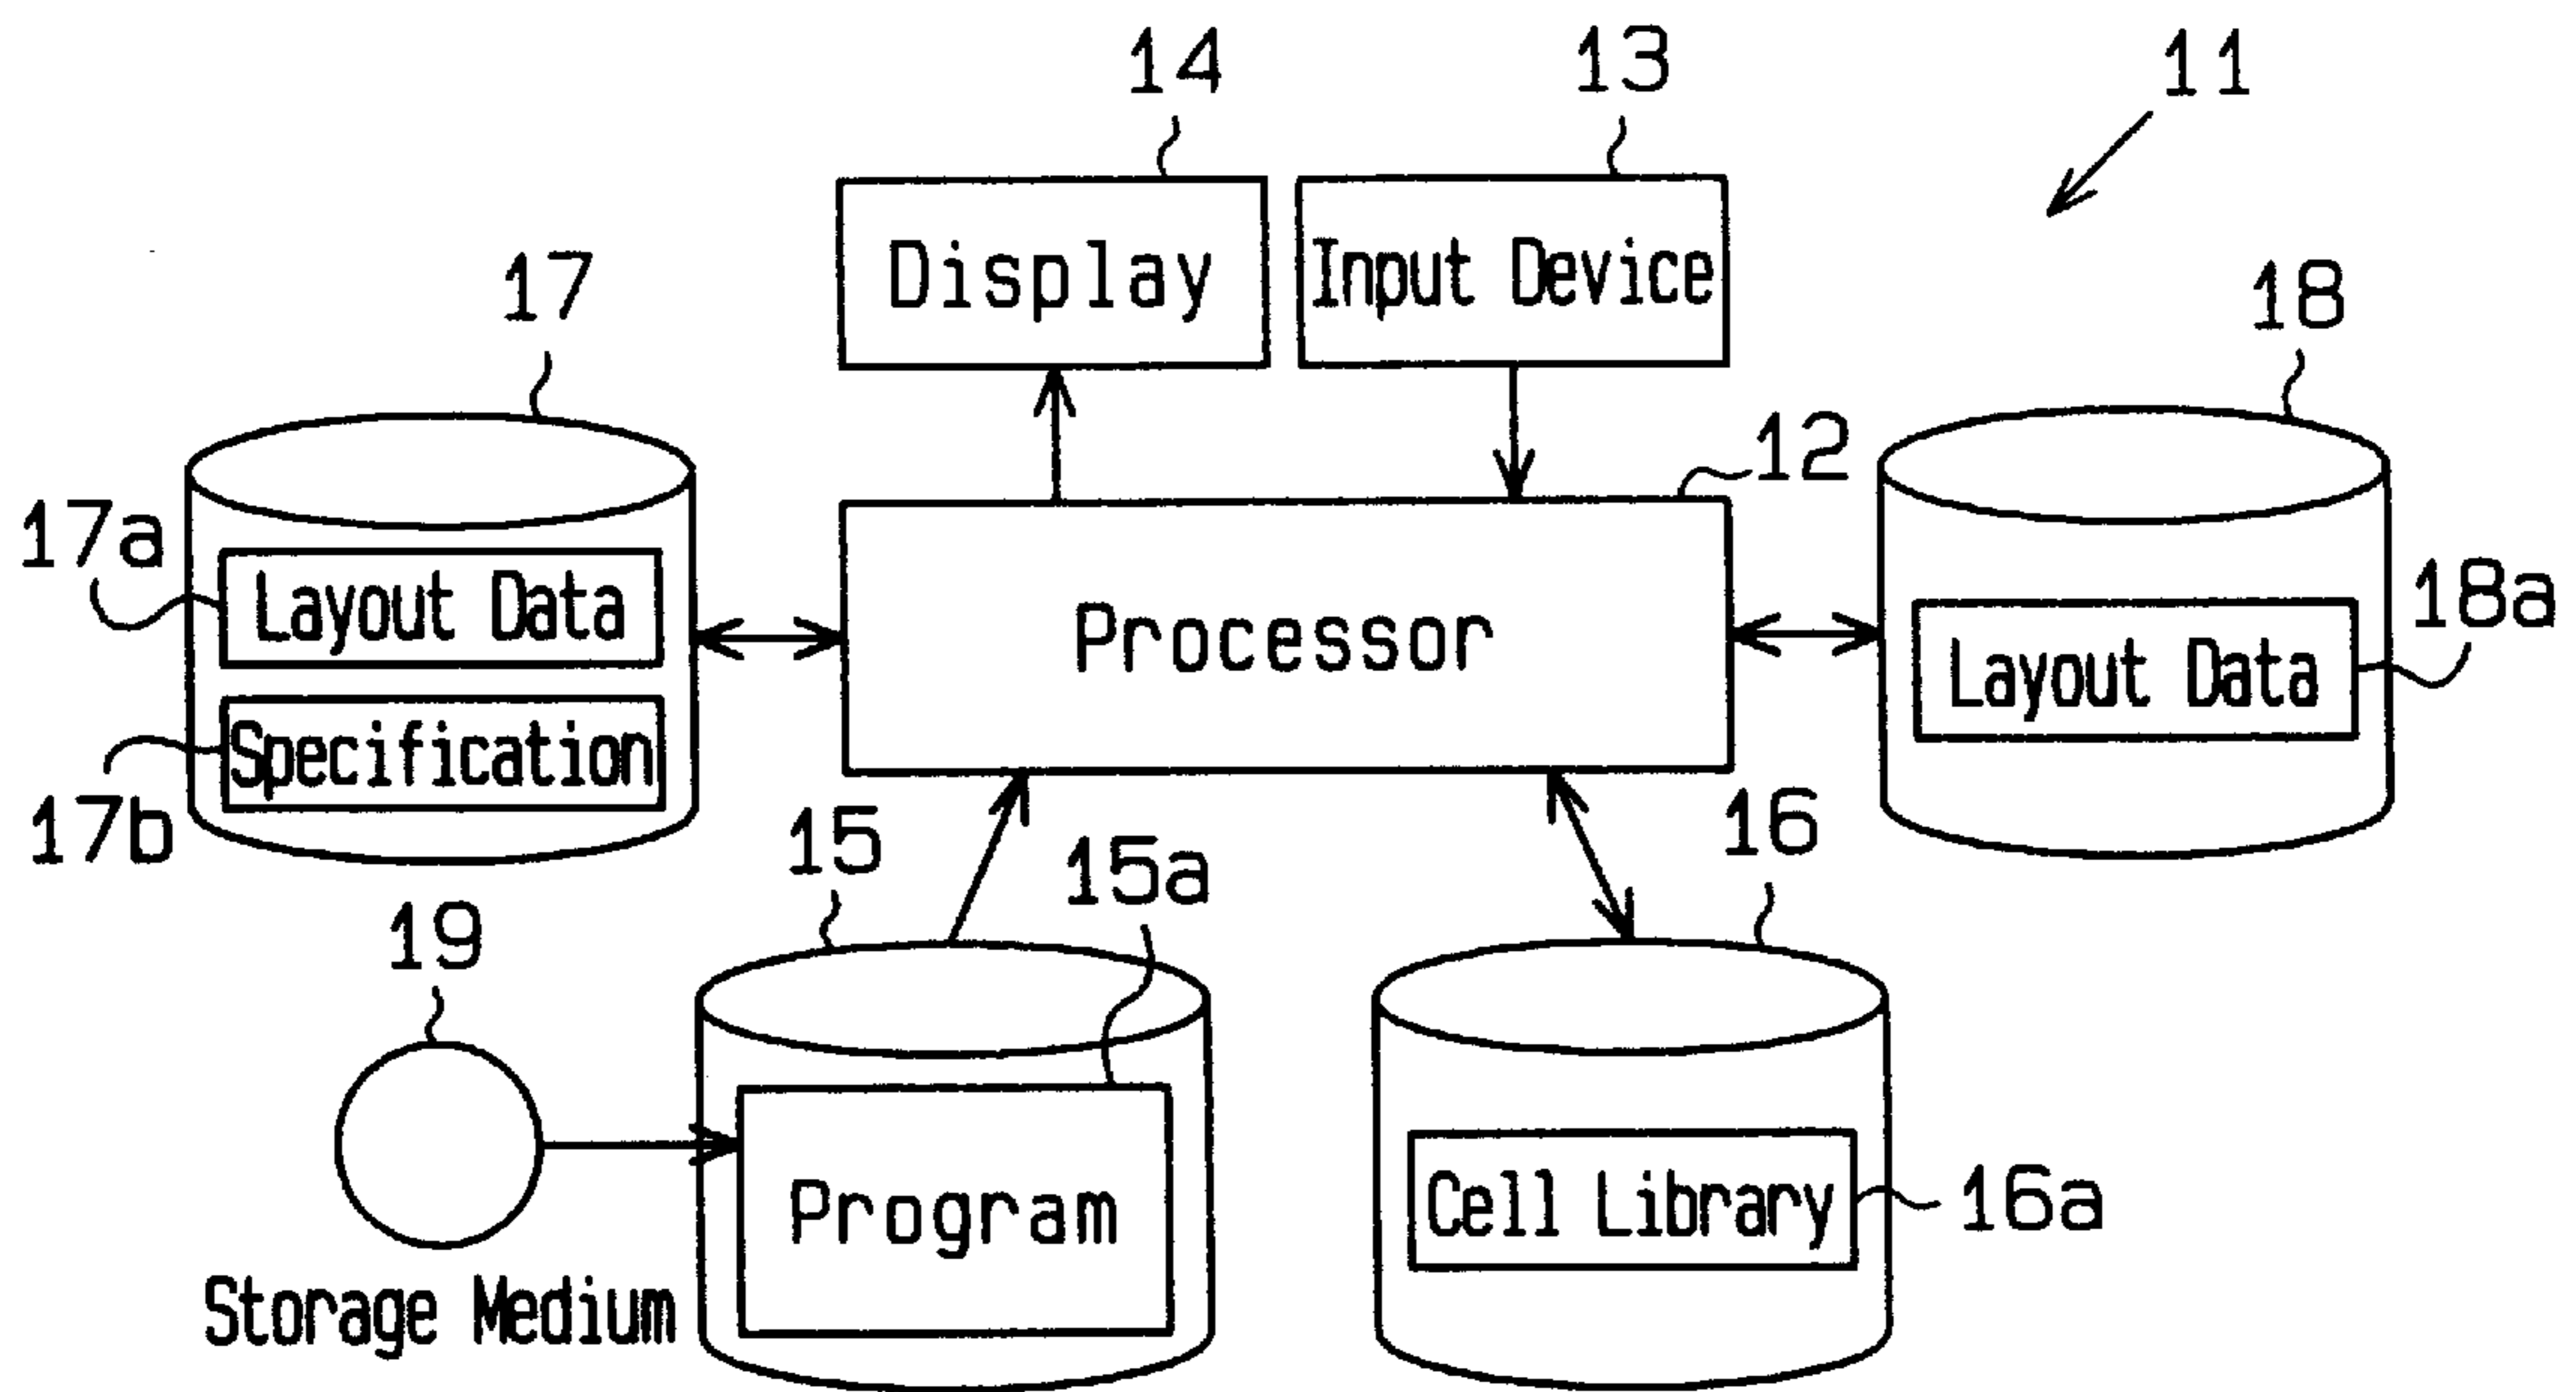 14
13
11
Display
Input Device
17
18
12
17a
Layout Data
Processor
18a
Layout Data
Specification
17b
15
15a
16
19
Program
Cell Library
16a
Storage Medium